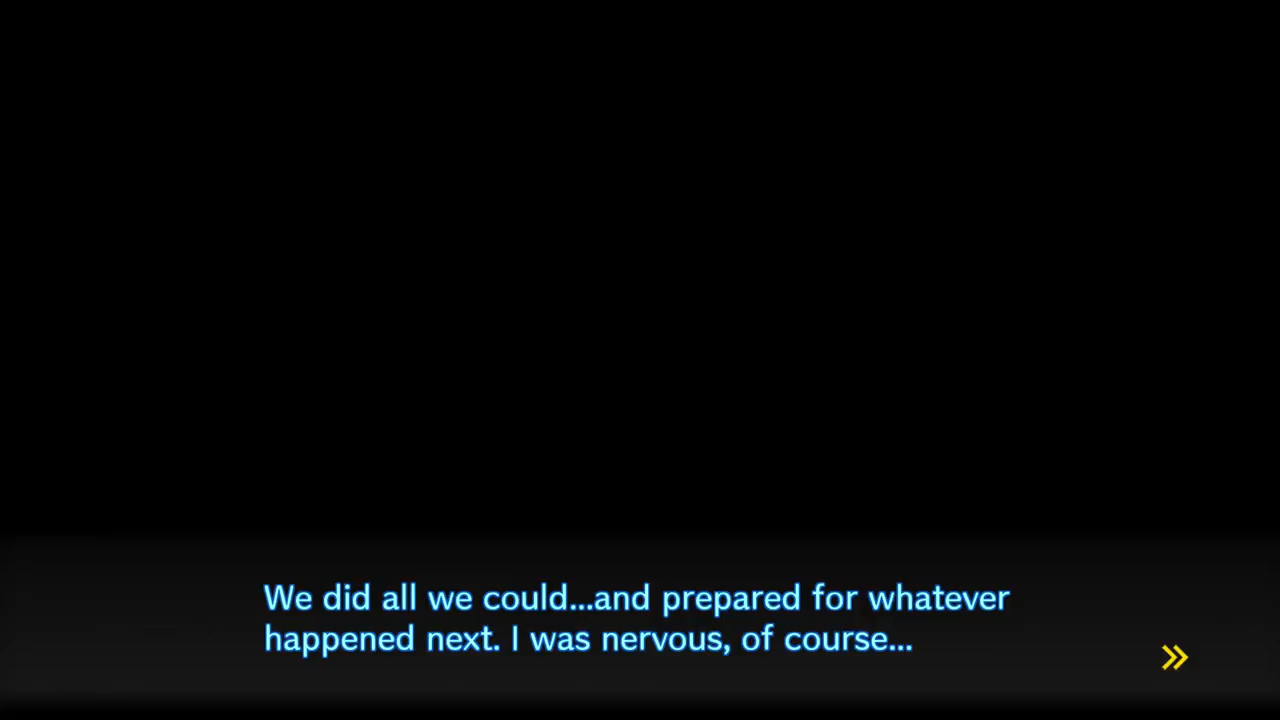 We did all we could...and prepared for whatever
happened next. I was nervous, of course...